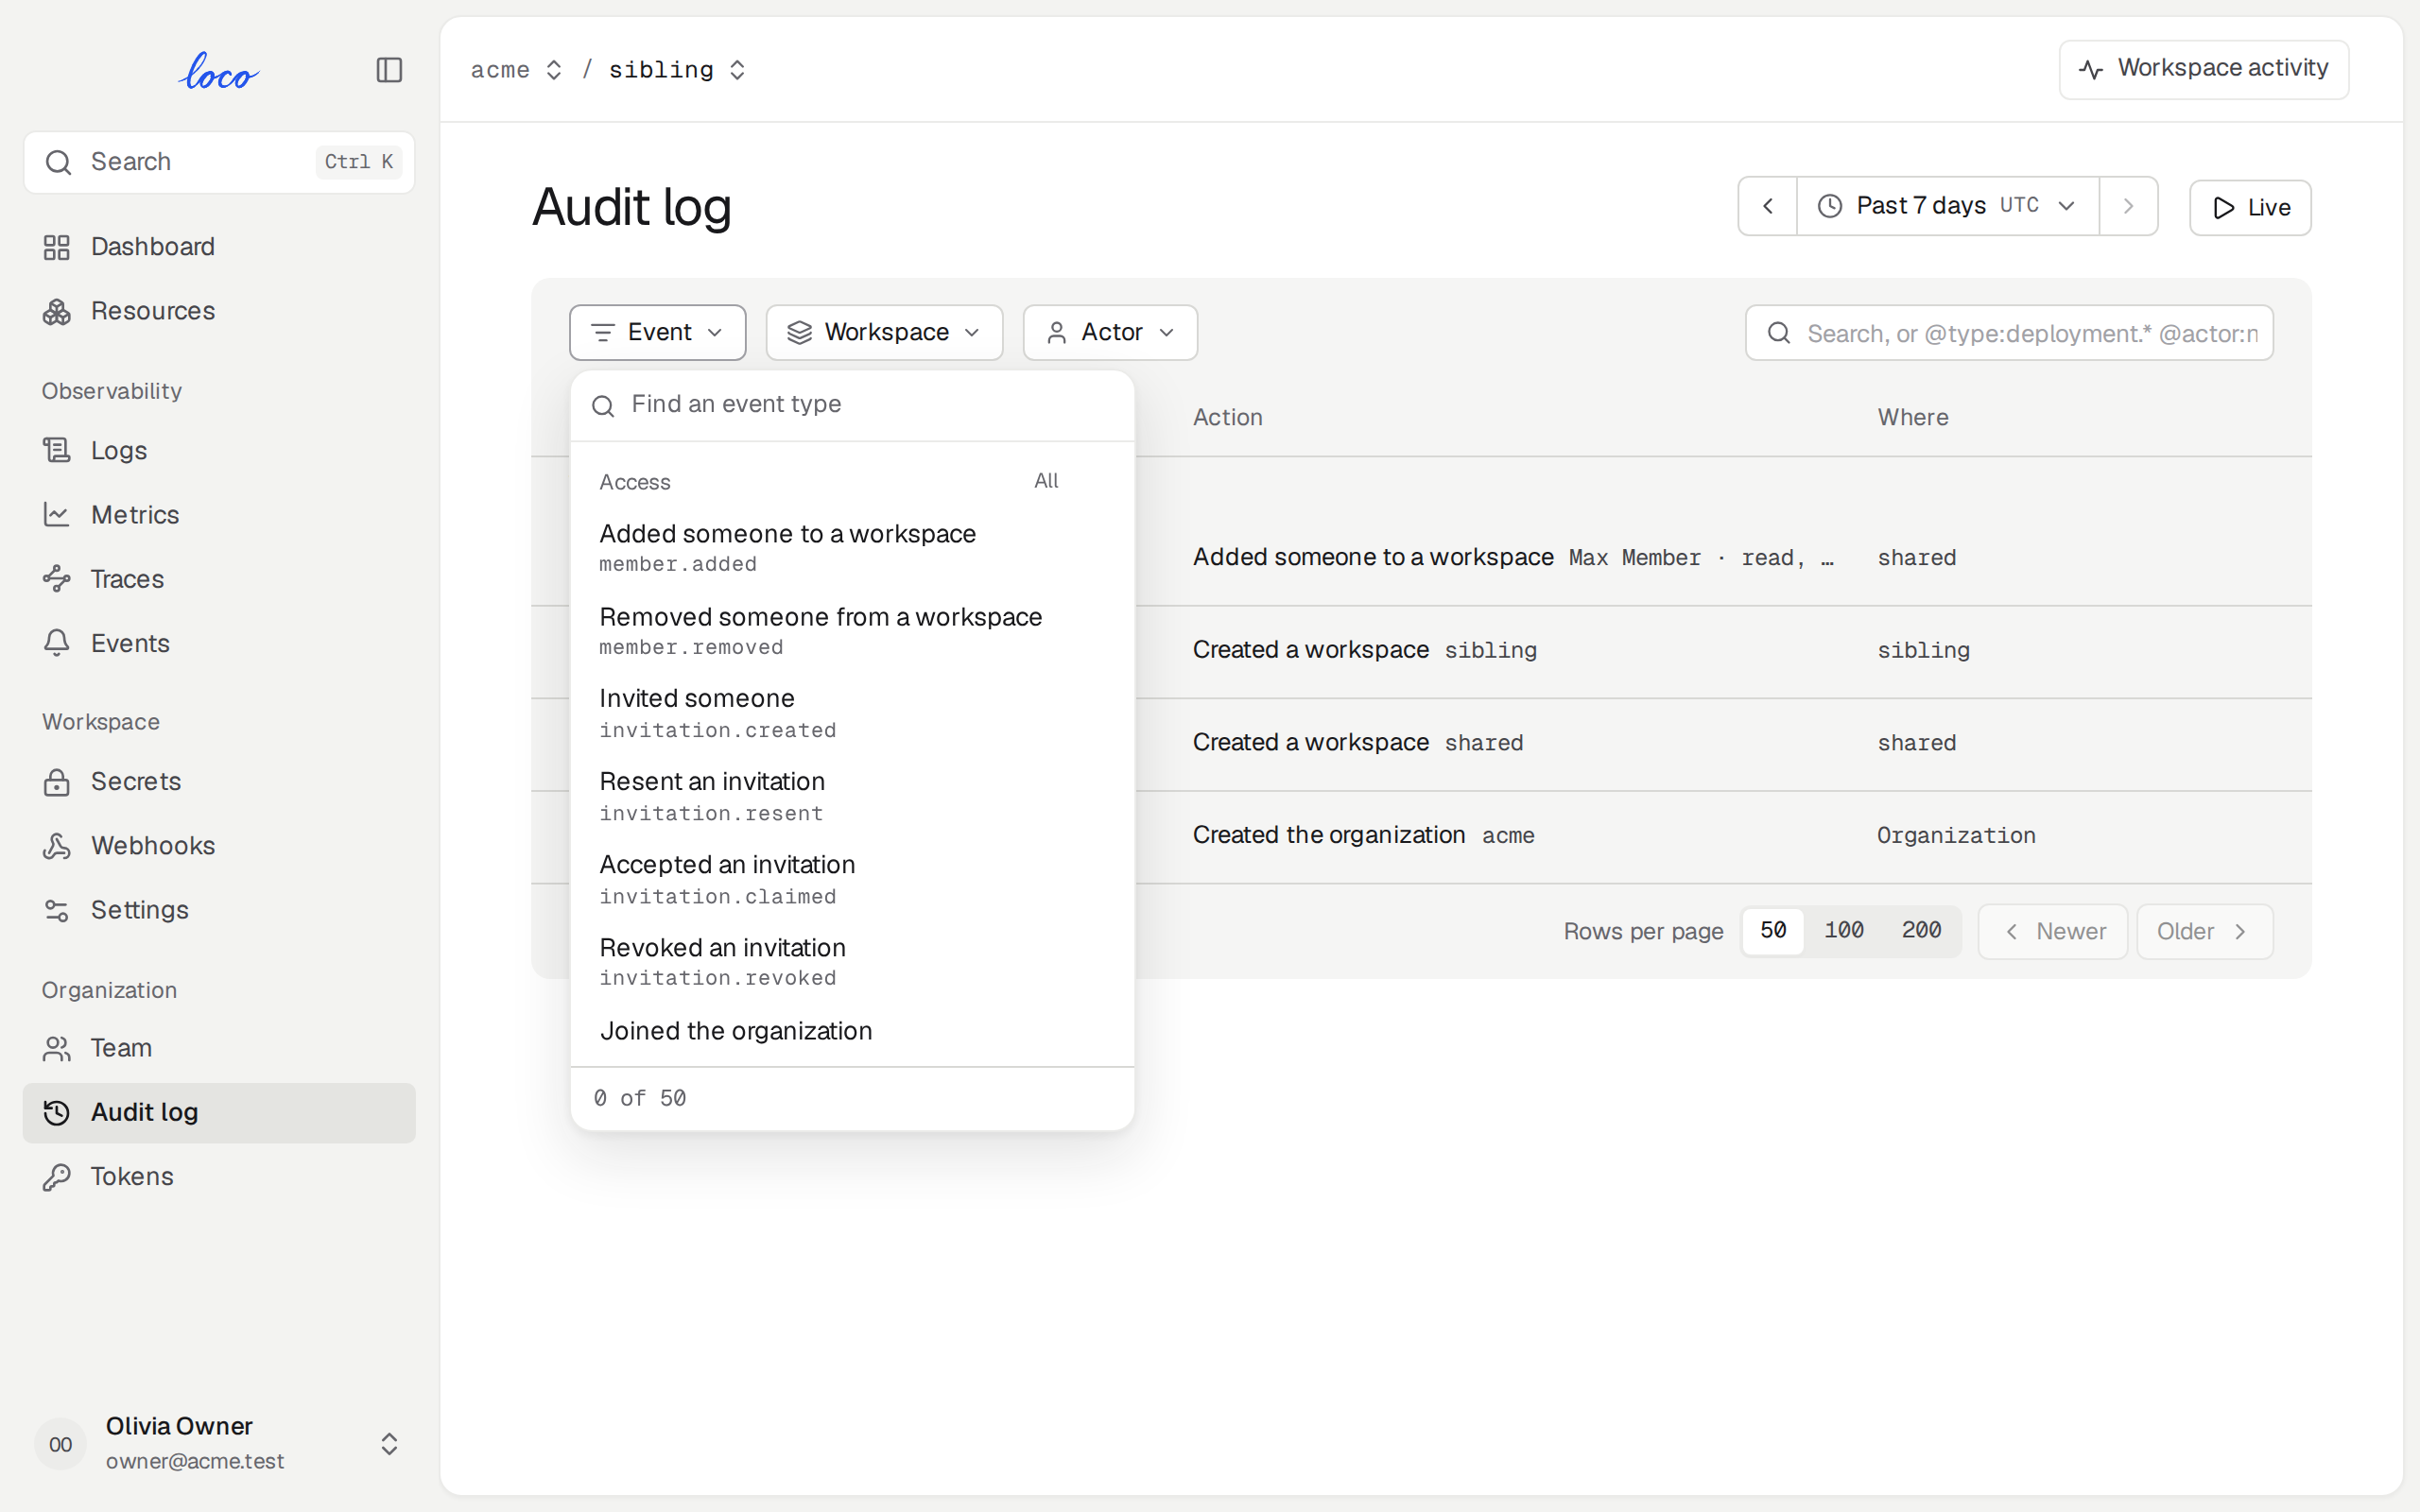 loco
Search Ctrl K
Dashboard
Resources
Observability
Logs
Metrics
Traces
Events
Workspace
Secrets
Webhooks
Settings
Organization
Team
Audit log
Tokens
OO Olivia Owner
owner@acme.test
acme / sibling Workspace activity
Audit log Past 7 days UTC Live
Event Workspace Actor Search, or @type:deployment.* @actor:n
Find an event type
Access All
Added someone to a workspace
member.added
Removed someone from a workspace
member.removed
Invited someone
invitation.created
Resent an invitation
invitation.resent
Accepted an invitation
invitation.claimed
Revoked an invitation
invitation.revoked
Joined the organization
0 of 50
Action Where
Added someone to a workspace Max Member · read, … shared
Created a workspace sibling sibling
Created a workspace shared shared
Created the organization acme Organization
Rows per page 50 100 200 Newer Older